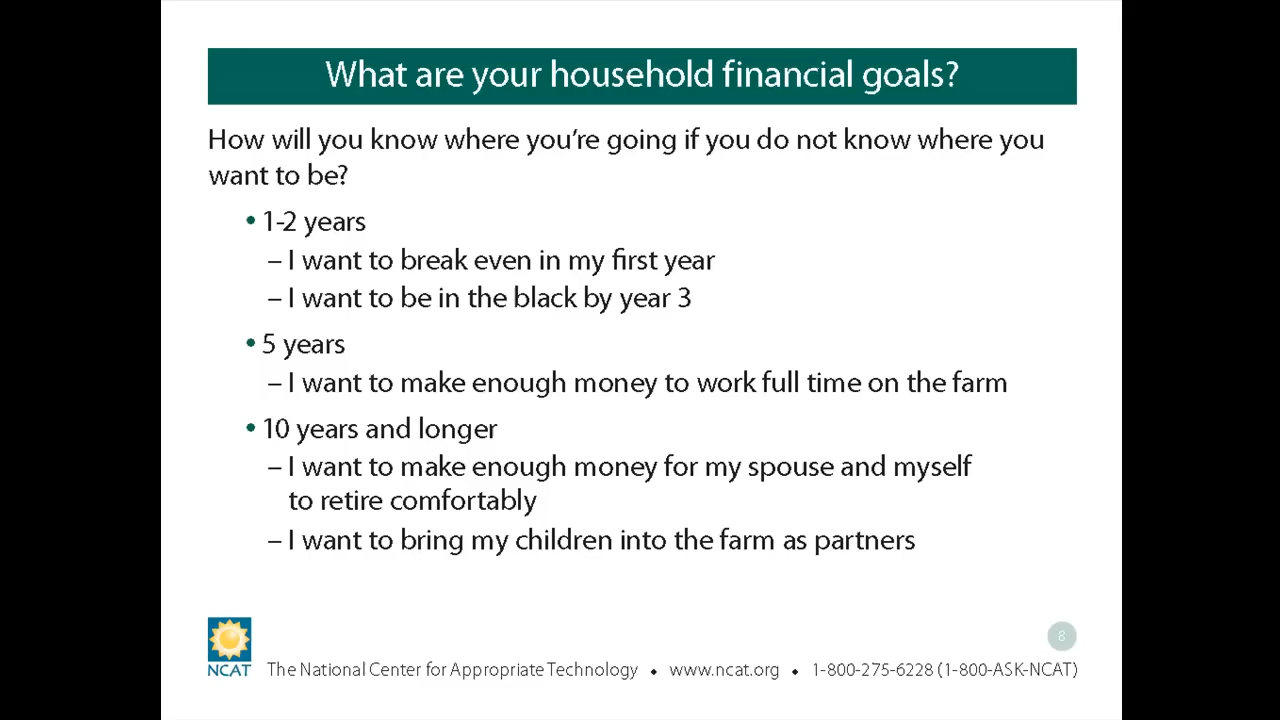 What are your household financial goals?
How will you know where you're going if you do not know where you
want to be?
• 1-2 years
– I want to break even in my first year
– I want to be in the black by year 3
• 5 years
– I want to make enough money to work full time on the farm
• 10 years and longer
– I want to make enough money for my spouse and myself
to retire comfortably
– I want to bring my children into the farm as partners
8
NCAT
The National Center for Appropriate Technology • www.ncat.org • 1-800-275-6228 (1-800-ASK-NCAT)